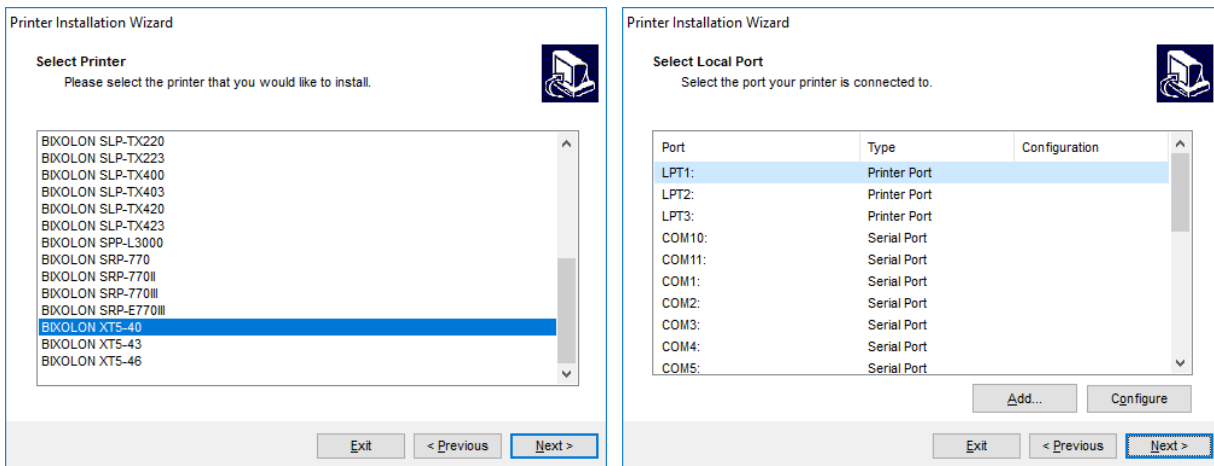 Printer Installation Wizard
Select Printer
Please select the printer that you would like to install.
BIXOLON SLP-TX220
BIXOLON SLP-TX223
BIXOLON SLP-TX400
BIXOLON SLP-TX403
BIXOLON SLP-TX420
BIXOLON SLP-TX423
BIXOLON SPP-L3000
BIXOLON SRP-770
BIXOLON SRP-770II
BIXOLON SRP-770III
BIXOLON SRP-E770III
BIXOLON XT5-40
BIXOLON XT5-43
BIXOLON XT5-46
Exit < Previous Next >
Printer Installation Wizard
Select Local Port
Select the port your printer is connected to.
Port Type Configuration
LPT1: Printer Port
LPT2: Printer Port
LPT3: Printer Port
COM10: Serial Port
COM11: Serial Port
COM1: Serial Port
COM2: Serial Port
COM3: Serial Port
COM4: Serial Port
COM5: Serial Port
Add... Configure
Exit < Previous Next >